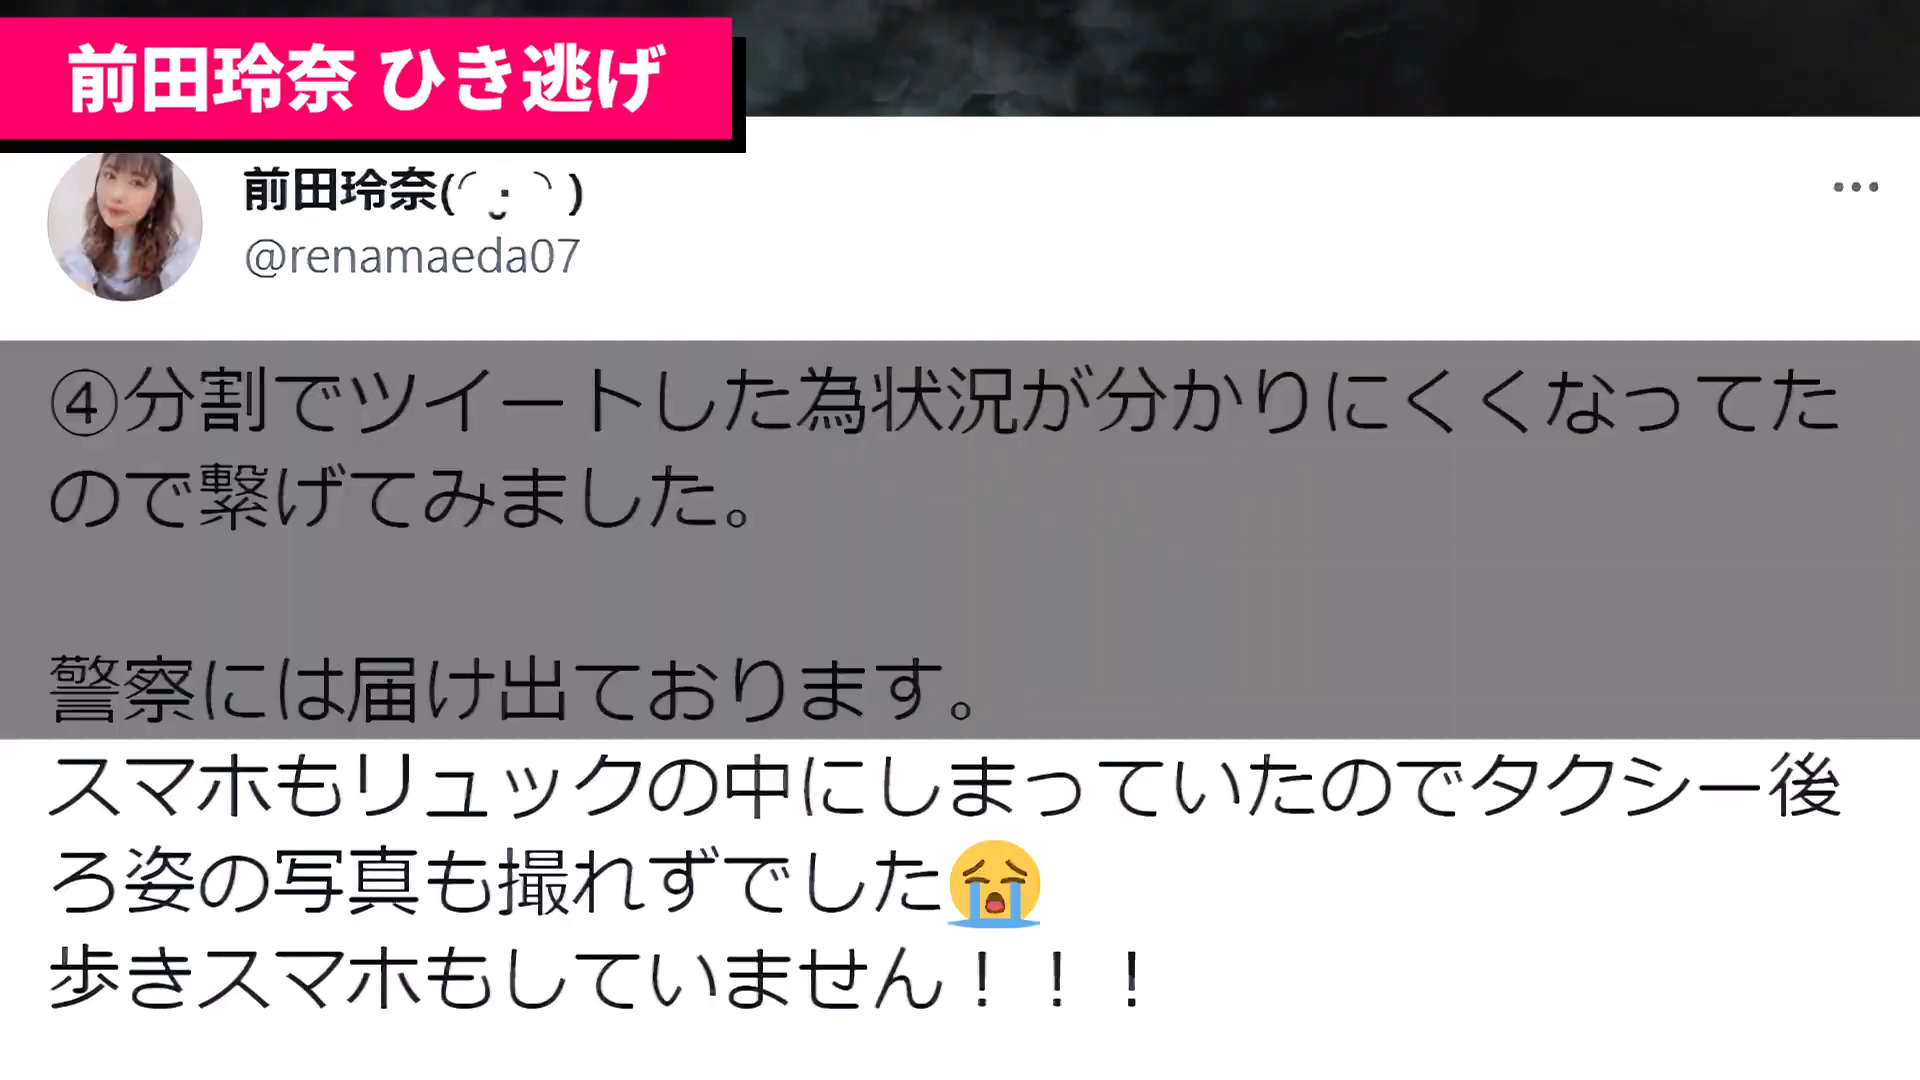 前田玲奈 ひき逃げ
前田玲奈(◜ᴗ◝ )
@renamaeda07
④分割でツイートした為状況が分かりにくくなってた
ので繋げてみました。
警察には届け出ております。
スマホもリュックの中にしまっていたのでタクシー後
ろ姿の写真も撮れずでした😭
歩きスマホもしていません！！！